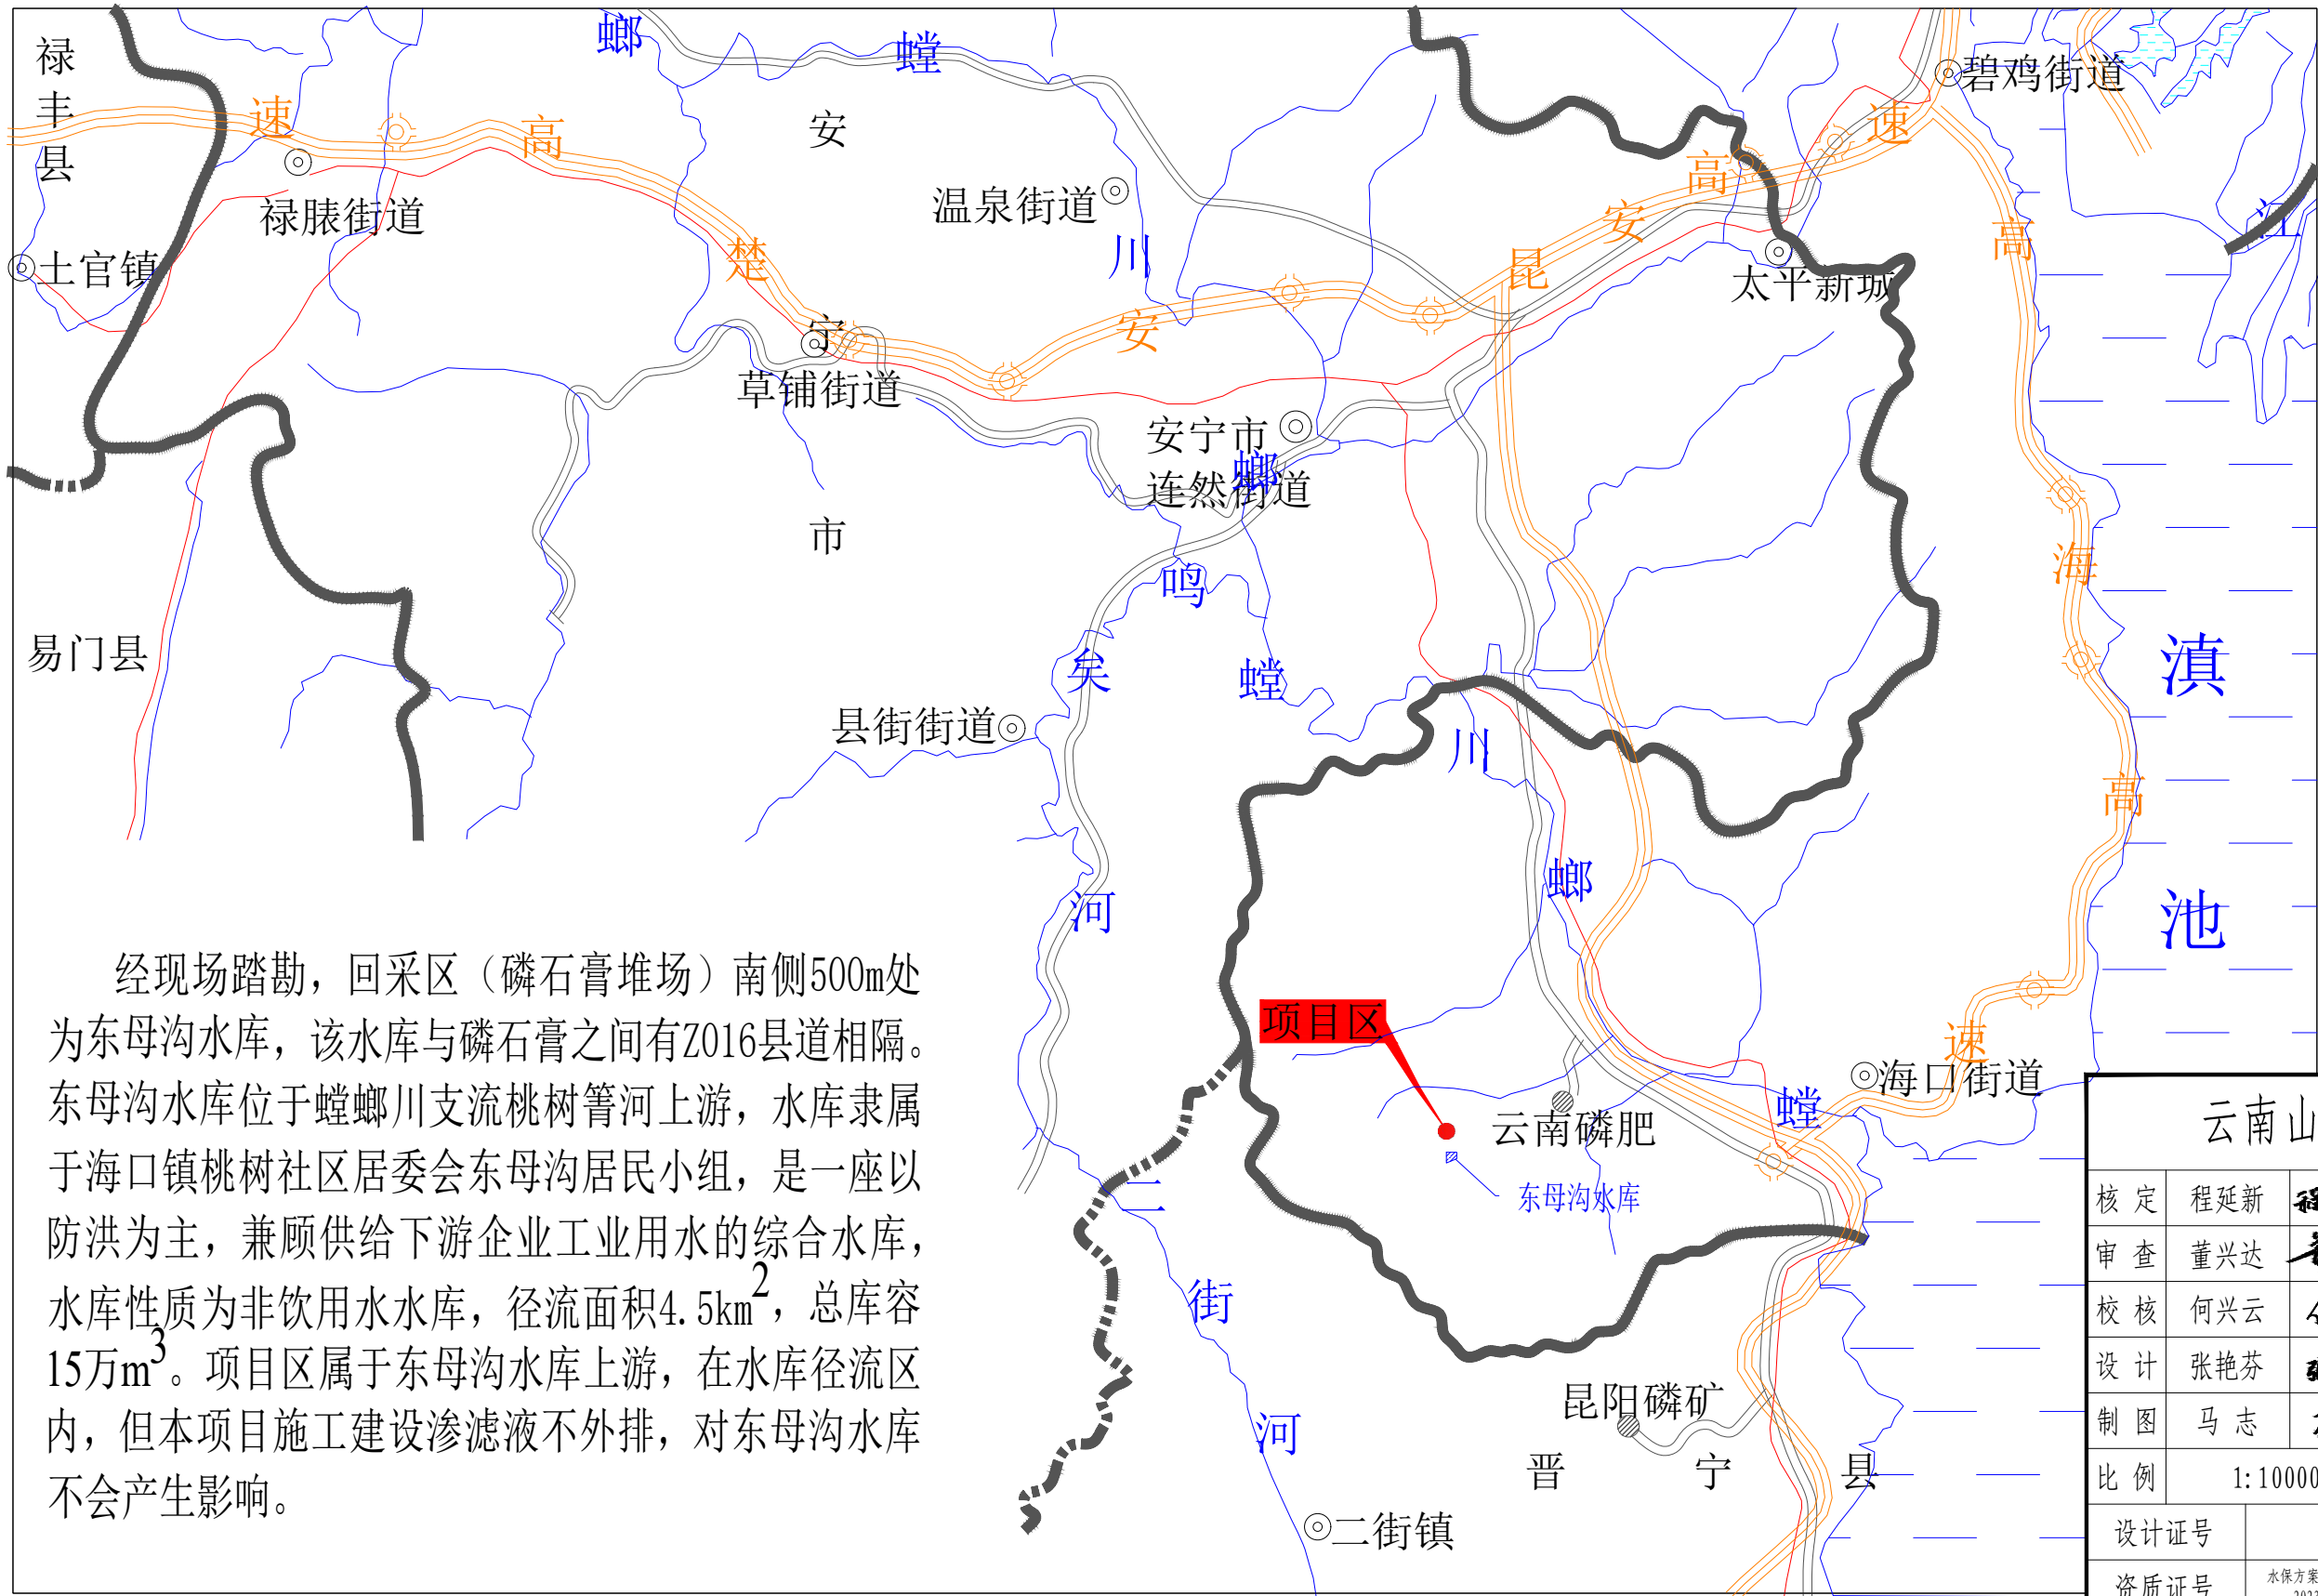 禄丰县
螂
螳
川
安
宁
市
碧鸡街道
速
高
楚
安
昆
安
高
速
禄脿街道
温泉街道
土官镇
太平新城
江
高
海
高
速
草铺街道
安宁市
连然街道
螂
鸣
矣
河
螳
川
螂
螳
易门县
县街街道
滇
池
经现场踏勘，回采区（磷石膏堆场）南侧500m处
为东母沟水库，该水库与磷石膏之间有Z016县道相隔。
东母沟水库位于螳螂川支流桃树箐河上游，水库隶属
于海口镇桃树社区居委会东母沟居民小组，是一座以
防洪为主，兼顾供给下游企业工业用水的综合水库，
水库性质为非饮用水水库，径流面积4.5km2，总库容
15万m3。项目区属于东母沟水库上游，在水库径流区
内，但本项目施工建设渗滤液不外排，对东母沟水库
不会产生影响。
项目区
云南磷肥
东母沟水库
海口街道
二
街
河
昆阳磷矿
晋宁县
二街镇
云南山
核定 程延新
审查 董兴达
校核 何兴云
设计 张艳芬
制图 马志
比例 1:10000
设计证号
资质证号 水保方案